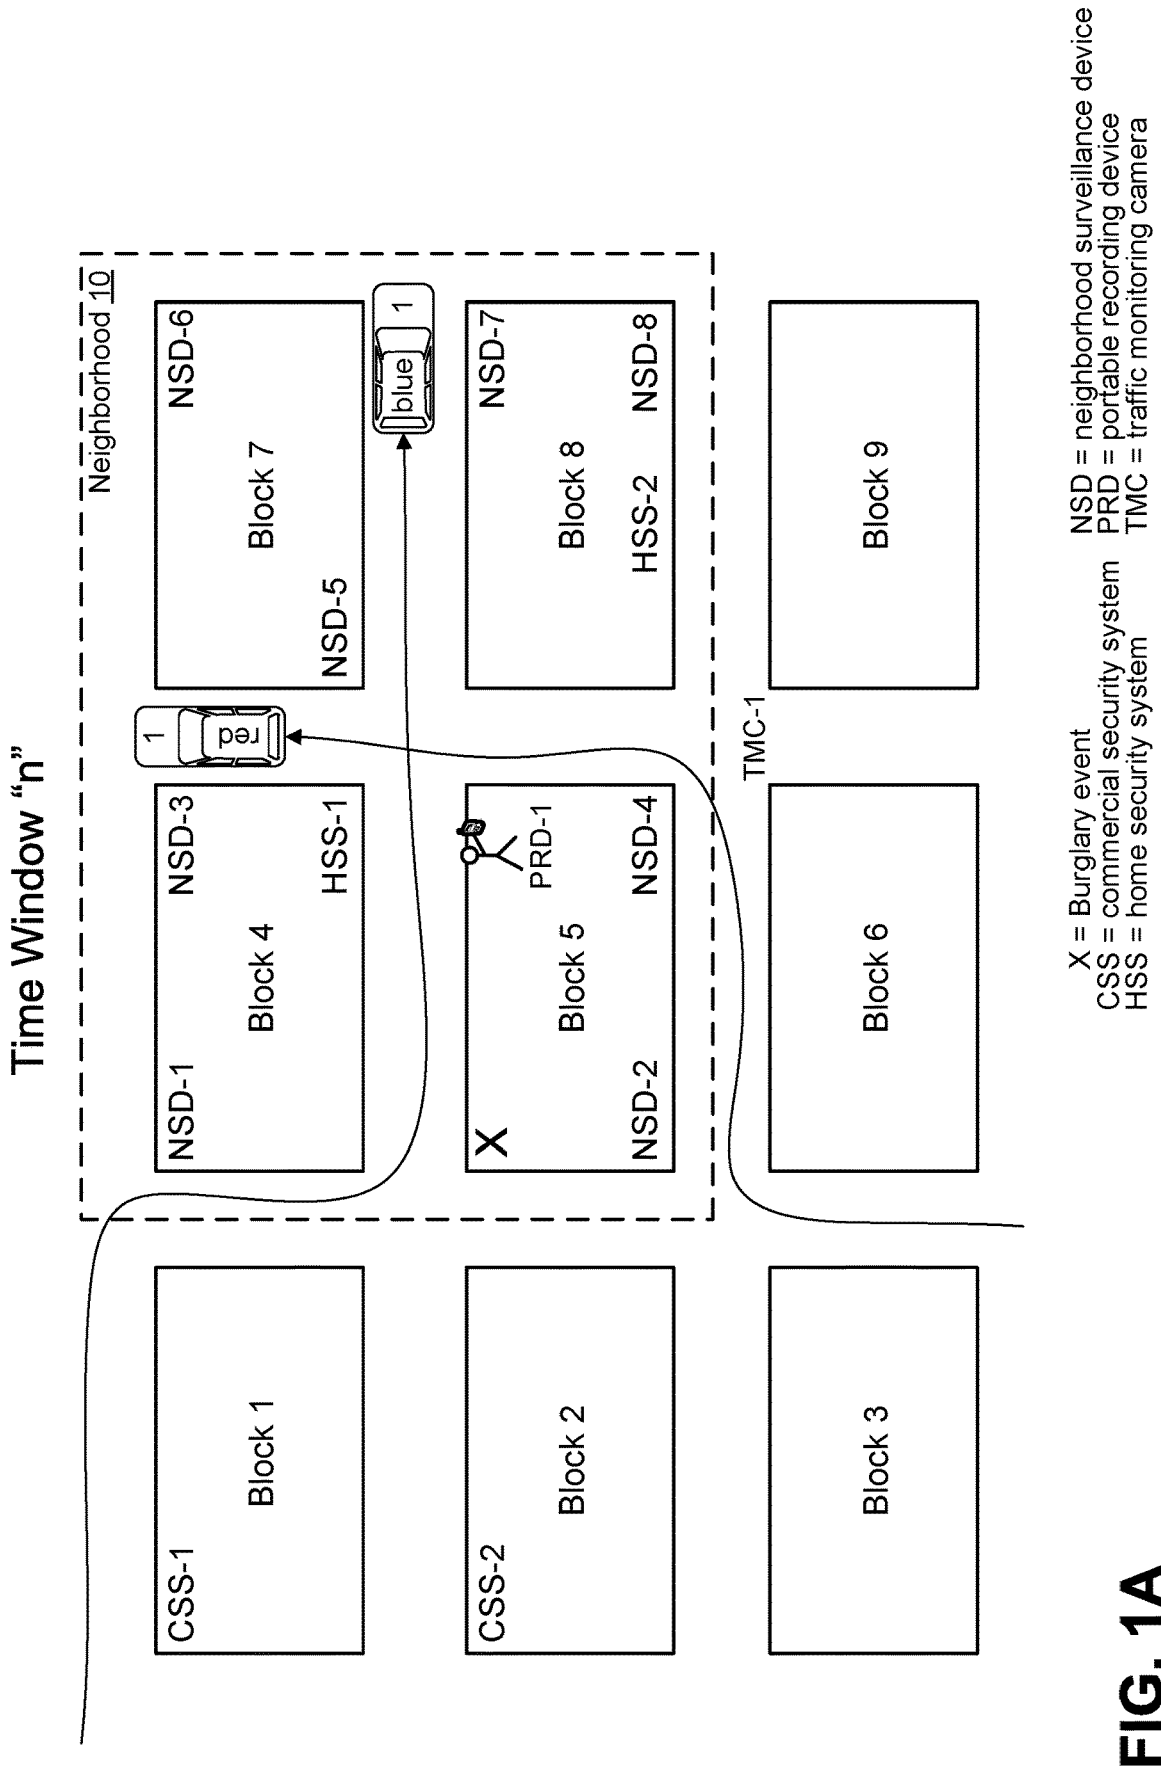 Time Window “n”
Neighborhood 10
CSS-1
Block 1
NSD-1
NSD-3
Block 4
HSS-1
1
red
NSD-6
Block 7
NSD-5
blue
1
CSS-2
Block 2
X
PRD-1
Block 5
NSD-2
NSD-4
NSD-7
Block 8
HSS-2
NSD-8
TMC-1
Block 3
Block 6
Block 9
X = Burglary event
CSS = commercial security system
HSS = home security system
NSD = neighborhood surveillance device
PRD = portable recording device
TMC = traffic monitoring camera
FIG. 1A